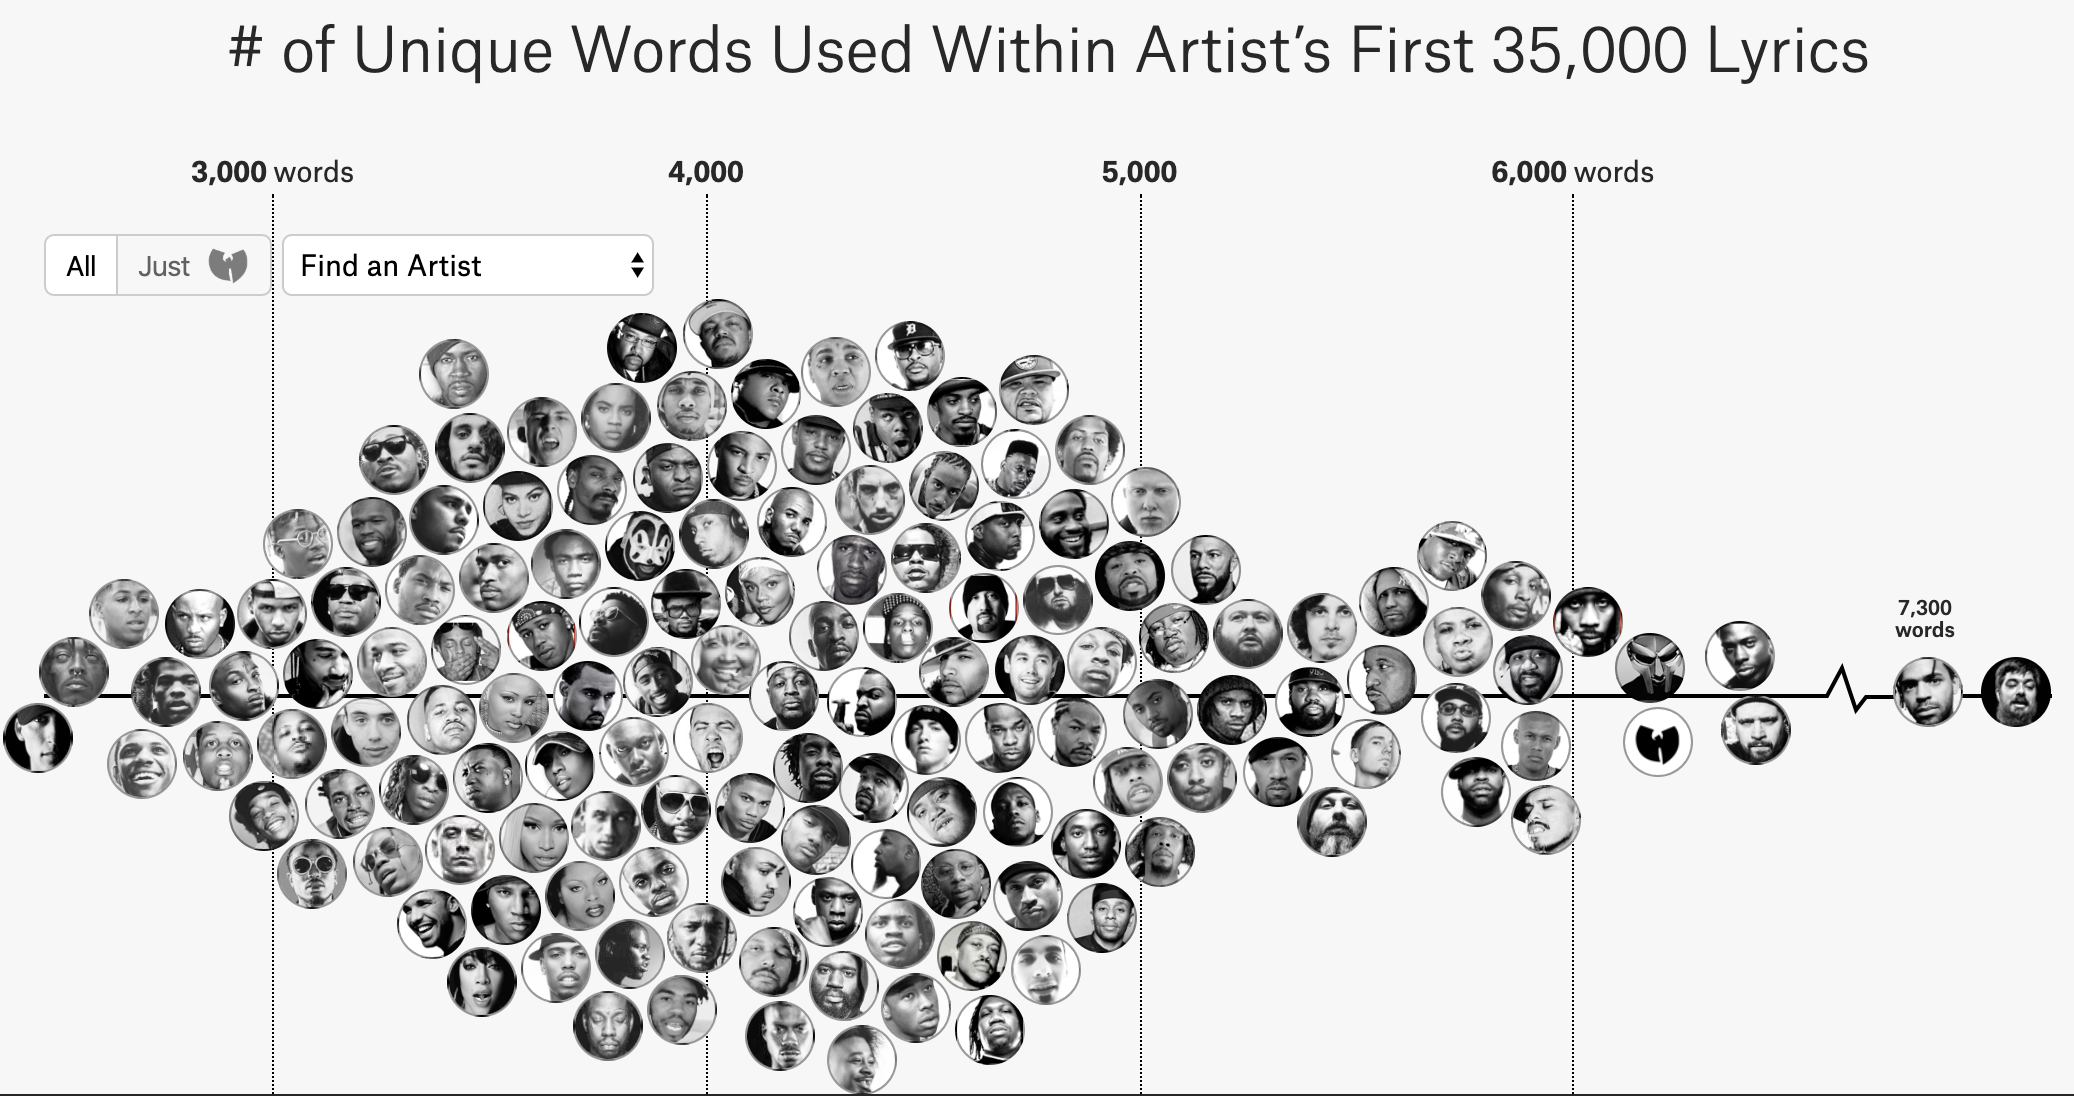 # of Unique Words Used Within Artist’s First 35,000 Lyrics
3,000 words 4,000 5,000 6,000 words
All Just Find an Artist
7,300
words